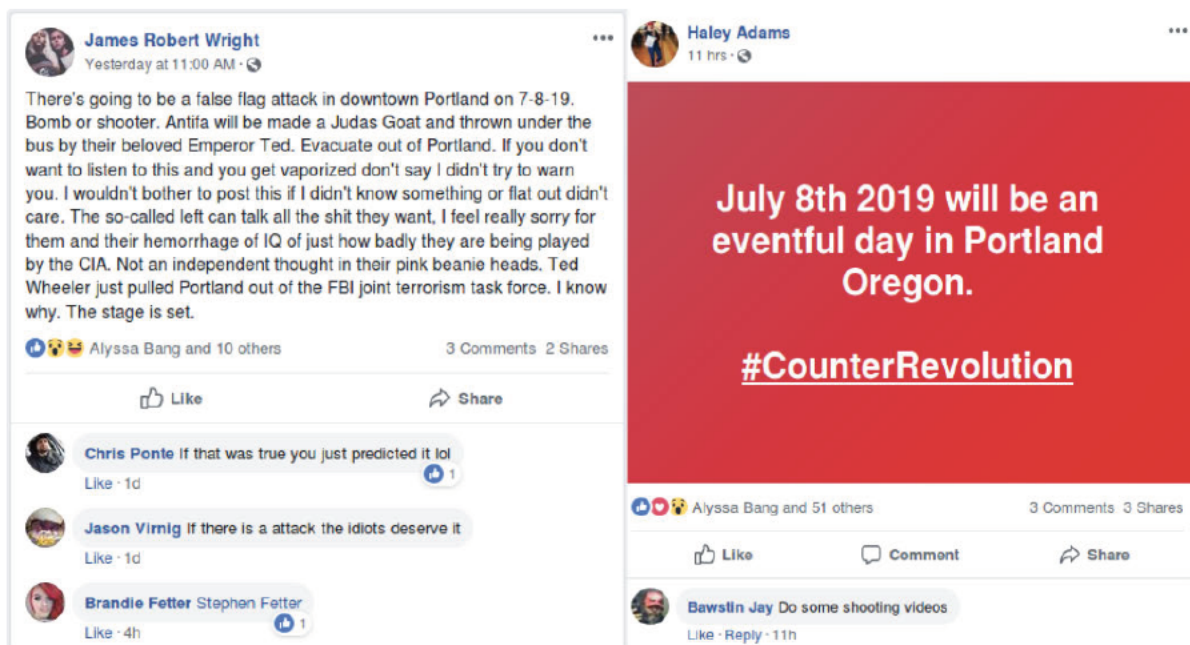 James Robert Wright
Yesterday at 11:00 AM ·
There's going to be a false flag attack in downtown Portland on 7-8-19.
Bomb or shooter. Antifa will be made a Judas Goat and thrown under the
bus by their beloved Emperor Ted. Evacuate out of Portland. If you don't
want to listen to this and you get vaporized don't say I didn't try to warn
you. I wouldn't bother to post this if I didn't know something or flat out didn't
care. The so-called left can talk all the shit they want, I feel really sorry for
them and their hemorrhage of IQ of just how badly they are being played
by the CIA. Not an independent thought in their pink beanie heads. Ted
Wheeler just pulled Portland out of the FBI joint terrorism task force. I know
why. The stage is set.
Alyssa Bang and 10 others
3 Comments 2 Shares
Like
Share
Chris Ponte If that was true you just predicted it lol
1
Like · 1d
Jason Virnig If there is a attack the idiots deserve it
Like · 1d
Brandie Fetter Stephen Fetter
1
Like · 4h
Haley Adams
11 hrs ·
July 8th 2019 will be an
eventful day in Portland
Oregon.
#CounterRevolution
Alyssa Bang and 51 others
3 Comments 3 Shares
Like
Comment
Share
Bawstin Jay Do some shooting videos
Like · Reply · 11h